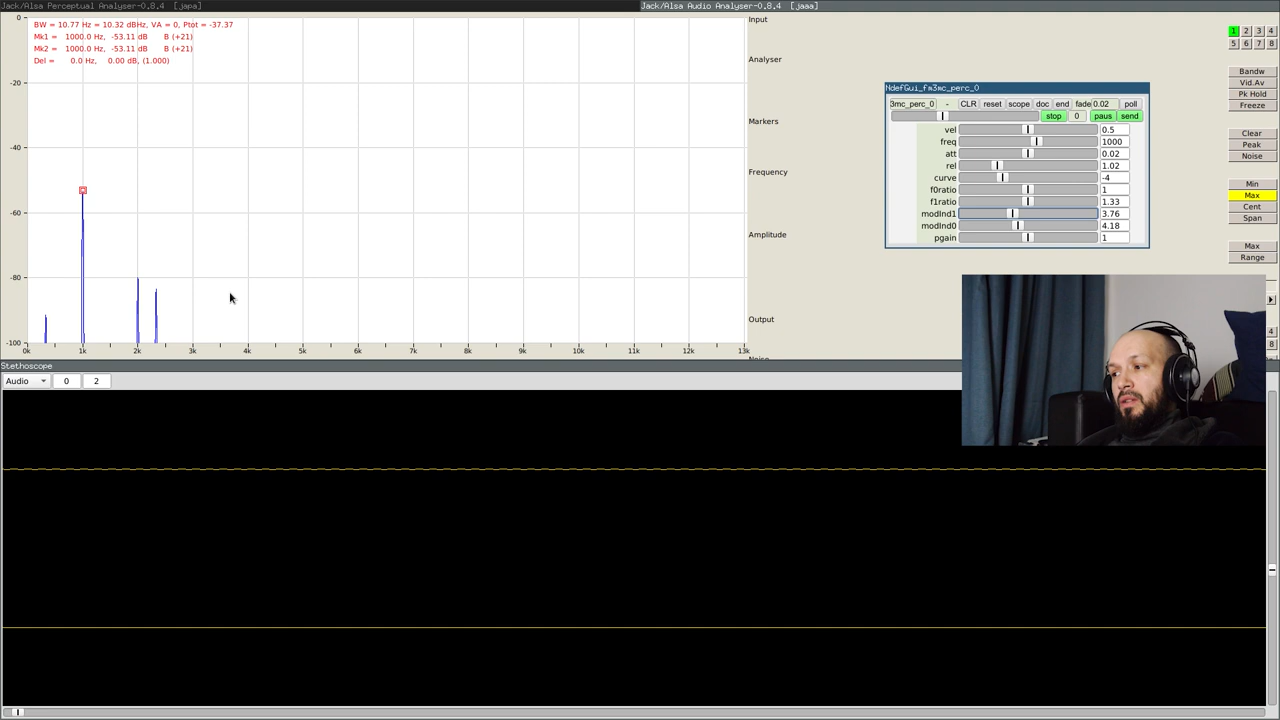 Jack/Alsa Perceptual Analyser-0.8.4 [japa]
Jack/Alsa Audio Analyser-0.8.4 [jaaa]
BW = 10.77 Hz = 10.32 dBHz, VA = 0, Ptot = -37.37
Mk1 = 1000.0 Hz, -53.11 dB B (+21)
Mk2 = 1000.0 Hz, -53.11 dB B (+21)
Del = 0.0 Hz, 0.00 dB, (1.000)
0
-20
-40
-60
-80
-100
0k 1k 2k 3k 4k 5k 6k 7k 8k 9k 10k 11k 12k 13k
Input
Analyser
Markers
Frequency
Amplitude
Output
NdefGui_fm3mc_perc_0
3mc_perc_0 - CLR reset scope doc end fade 0.02 poll
stop 0 paus send
vel 0.5
freq 1000
att 0.02
rel 1.02
curve -4
f0ratio 1
f1ratio 1.33
modInd1 3.76
modInd0 4.18
pgain 1
1 2 3 4
5 6 7 8
Bandw
Vid.Av
Pk Hold
Freeze
Clear
Peak
Noise
Min
Max
Cent
Span
Max
Range
4
8
Stethoscope
Audio 0 2